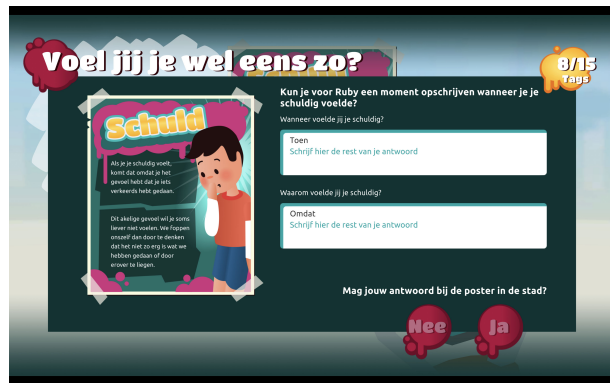 Voel jij je wel eens zo?
8/15
Tags
Schuld
Als je je schuldig voelt,
komt dat omdat je het
gevoel hebt dat je iets
verkeerds hebt gedaan.
Dit akelige gevoel wil je soms
liever niet voelen. We foppen
onszelf dan door te denken
dat het niet zo erg is wat we
hebben gedaan of door
erover te liegen.
Kun je voor Ruby een moment opschrijven wanneer je je
schuldig voelde?
Wanneer voelde jij je schuldig?
Toen
Schrijf hier de rest van je antwoord
Waarom voelde jij je schuldig?
Omdat
Schrijf hier de rest van je antwoord
Mag jouw antwoord bij de poster in de stad?
Nee
Ja